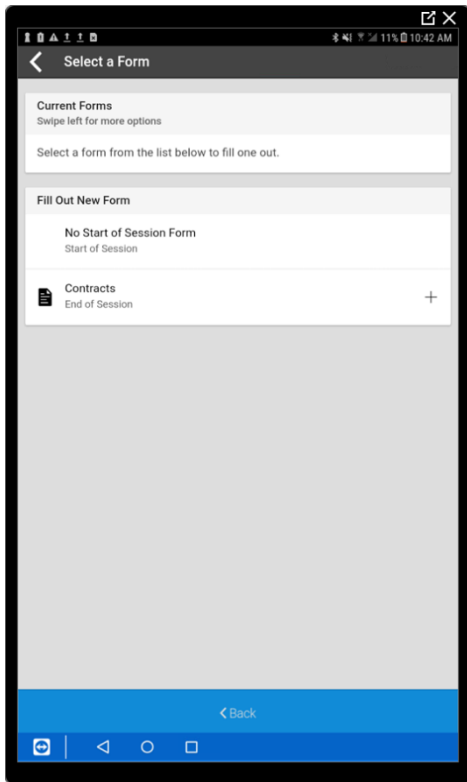 11% 10:42 AM
Select a Form
Current Forms
Swipe left for more options
Select a form from the list below to fill one out.
Fill Out New Form
No Start of Session Form
Start of Session
Contracts
End of Session
Back